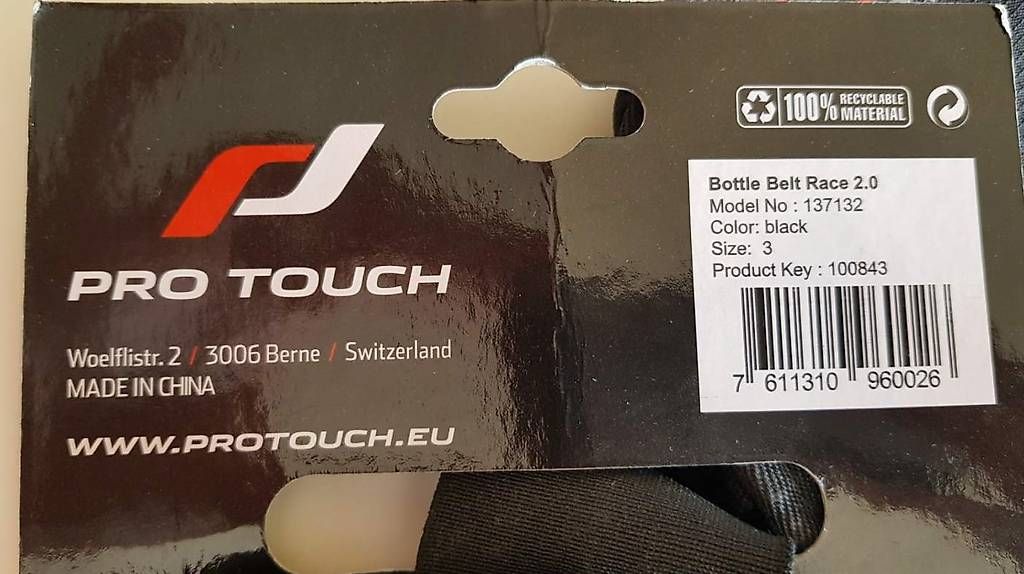 PRO TOUCH
Woelflistr. 2 / 3006 Berne / Switzerland
MADE IN CHINA
WWW.PROTOUCH.EU
100% RECYCLABLE MATERIAL
Bottle Belt Race 2.0
Model No : 137132
Color: black
Size: 3
Product Key : 100843
7 611310 960026